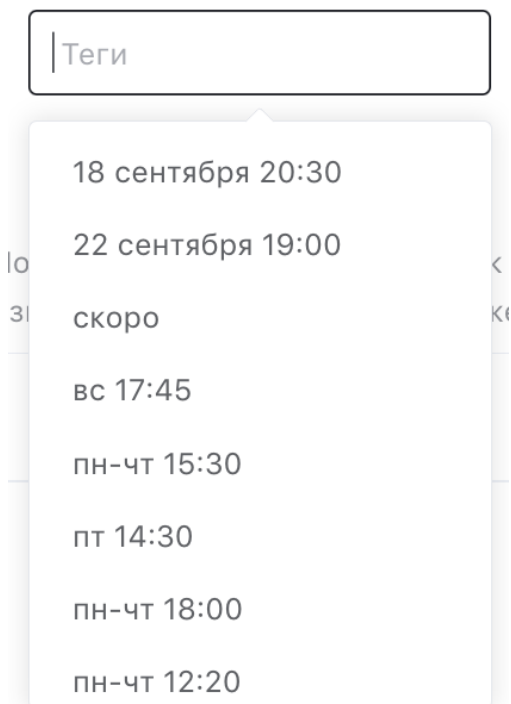 Теги
18 сентября 20:30
22 сентября 19:00
скоро
вс 17:45
пн-чт 15:30
пт 14:30
пн-чт 18:00
пн-чт 12:20